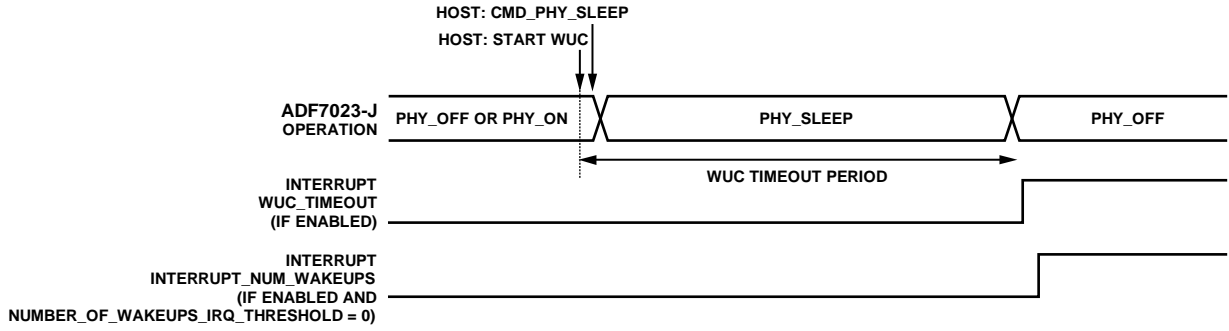 HOST: CMD_PHY_SLEEP
HOST: START WUC
ADF7023-J
OPERATION
PHY_OFF OR PHY_ON
PHY_SLEEP
PHY_OFF
WUC TIMEOUT PERIOD
INTERRUPT
WUC_TIMEOUT
(IF ENABLED)
INTERRUPT
INTERRUPT_NUM_WAKEUPS
(IF ENABLED AND
NUMBER_OF_WAKEUPS_IRQ_THRESHOLD = 0)